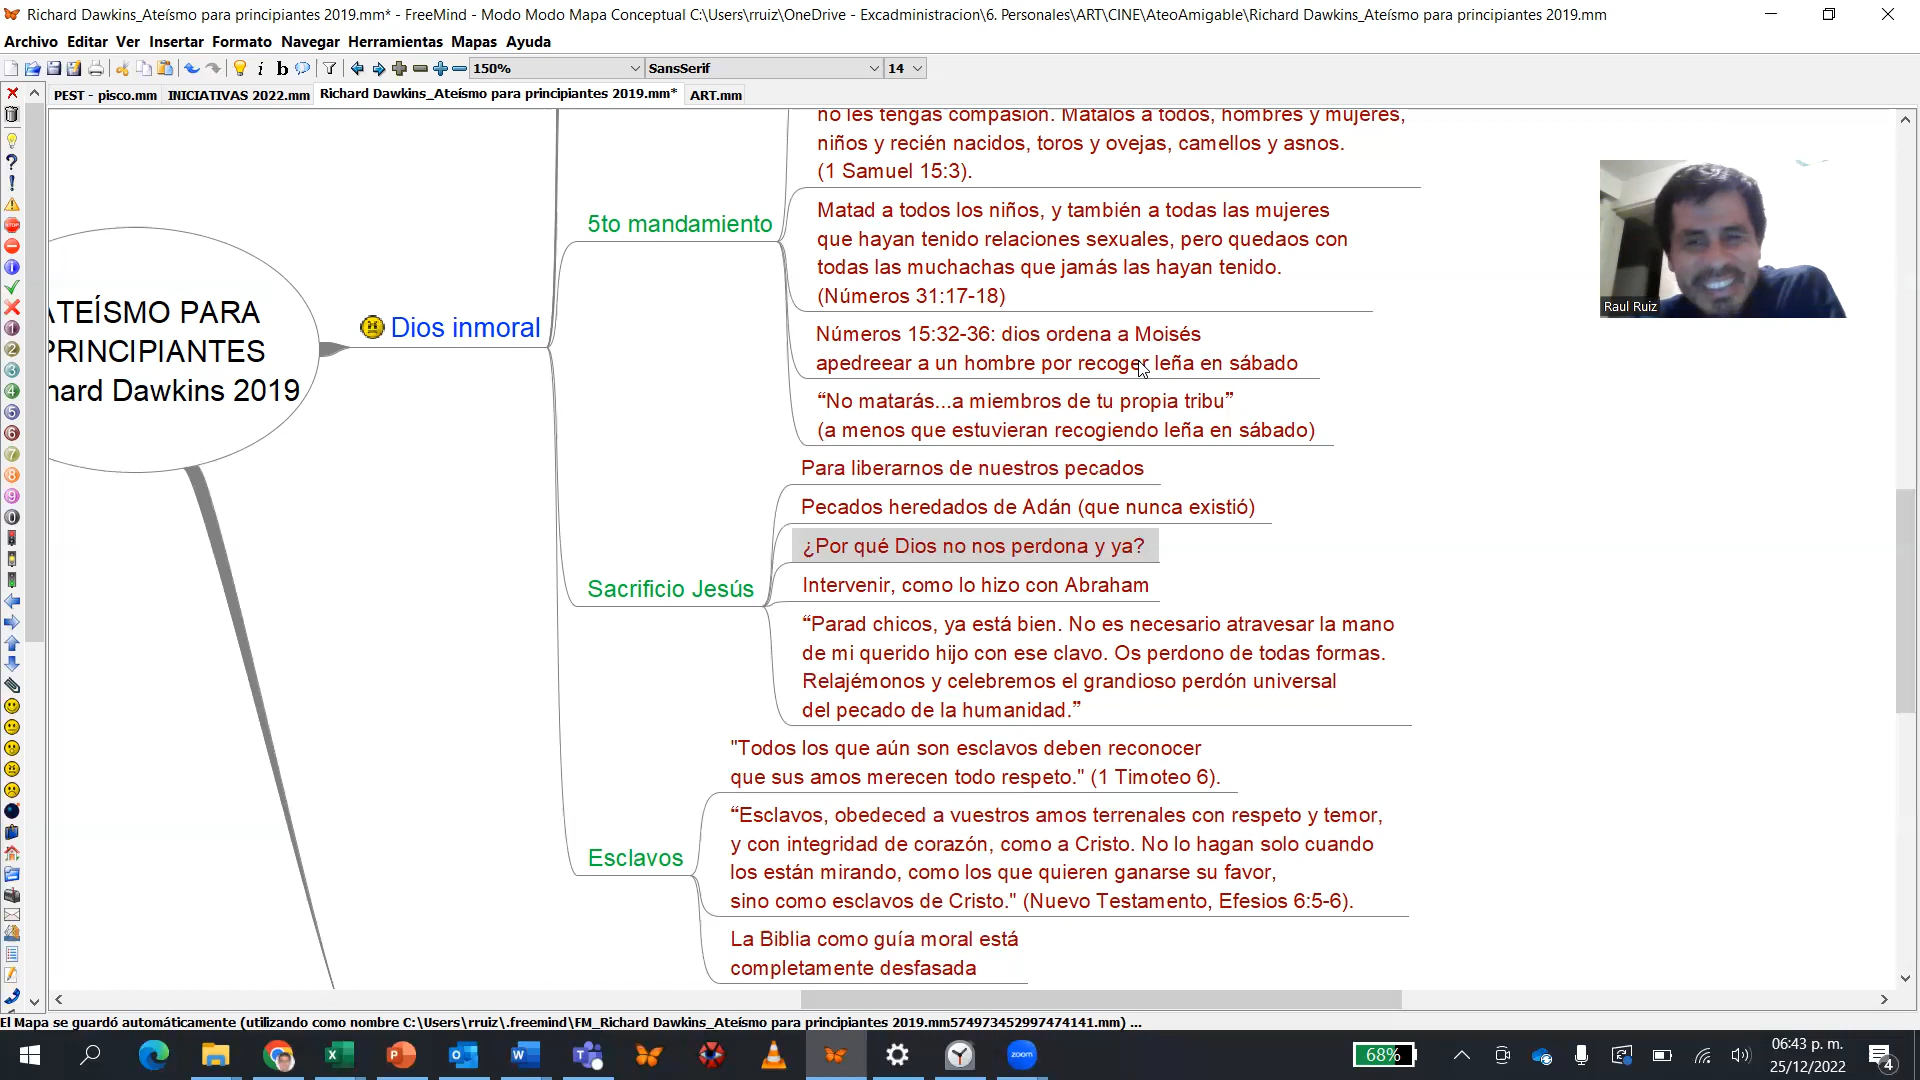 Richard Dawkins_Ateísmo para principiantes 2019.mm* - FreeMind - Modo Modo Mapa Conceptual C:\Users\rruiz\OneDrive - Excadministracion\6. Personales\ART\CINE\AteoAmigable\Richard Dawkins_Ateísmo para principiantes 2019.mm
Archivo Editar Ver Insertar Formato Navegar Herramientas Mapas Ayuda
150% SansSerif 14
PEST - pisco.mm INICIATIVAS 2022.mm Richard Dawkins_Ateísmo para principiantes 2019.mm* ART.mm
ATEÍSMO PARA
PRINCIPIANTES
hard Dawkins 2019
Dios inmoral
5to mandamiento
no les tengas compasión. Mátalos a todos, hombres y mujeres,
niños y recién nacidos, toros y ovejas, camellos y asnos.
(1 Samuel 15:3).
Matad a todos los niños, y también a todas las mujeres
que hayan tenido relaciones sexuales, pero quedaos con
todas las muchachas que jamás las hayan tenido.
(Números 31:17-18)
Números 15:32-36: dios ordena a Moisés
apedreear a un hombre por recoger leña en sábado
“No matarás...a miembros de tu propia tribu”
(a menos que estuvieran recogiendo leña en sábado)
Sacrificio Jesús
Para liberarnos de nuestros pecados
Pecados heredados de Adán (que nunca existió)
¿Por qué Dios no nos perdona y ya?
Intervenir, como lo hizo con Abraham
“Parad chicos, ya está bien. No es necesario atravesar la mano
de mi querido hijo con ese clavo. Os perdono de todas formas.
Relajémonos y celebremos el grandioso perdón universal
del pecado de la humanidad.”
Esclavos
"Todos los que aún son esclavos deben reconocer
que sus amos merecen todo respeto." (1 Timoteo 6).
“Esclavos, obedeced a vuestros amos terrenales con respeto y temor,
y con integridad de corazón, como a Cristo. No lo hagan solo cuando
los están mirando, como los que quieren ganarse su favor,
sino como esclavos de Cristo." (Nuevo Testamento, Efesios 6:5-6).
La Biblia como guía moral está
completamente desfasada
Raul Ruiz
El Mapa se guardó automáticamente (utilizando como nombre C:\Users\rruiz\.freemind\FM_Richard Dawkins_Ateísmo para principiantes 2019.mm574973452997474141.mm) ...
zoom
68%
06:43 p. m.
25/12/2022
4